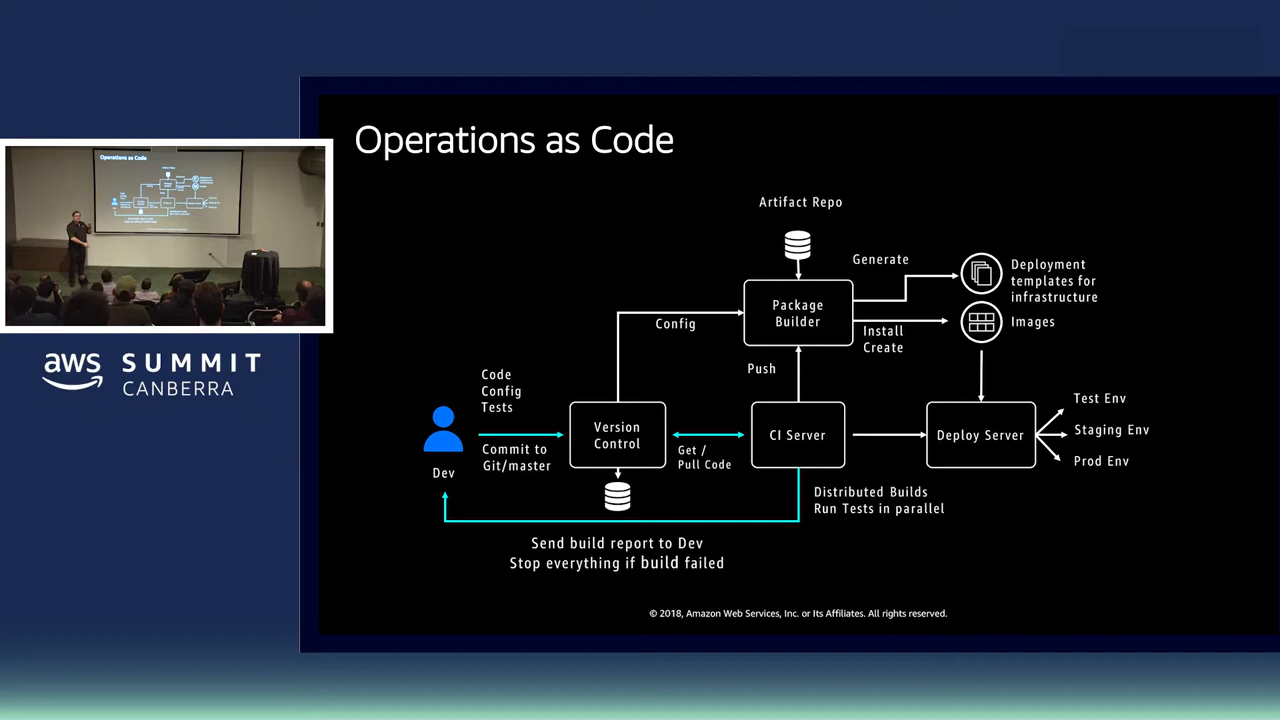 Operations as Code
Artifact Repo
Generate
Deployment
templates for
infrastructure
Package
Builder
Images
Config
Install
Create
Push
Code
Config
Tests
Version
Control
CI Server
Deploy Server
Test Env
Staging Env
Prod Env
Commit to
Git/master
Get /
Pull Code
Dev
Distributed Builds
Run Tests in parallel
Send build report to Dev
Stop everything if build failed
© 2018, Amazon Web Services, Inc. or Its Affiliates. All rights reserved.
Operations as Code
aws SUMMIT
CANBERRA